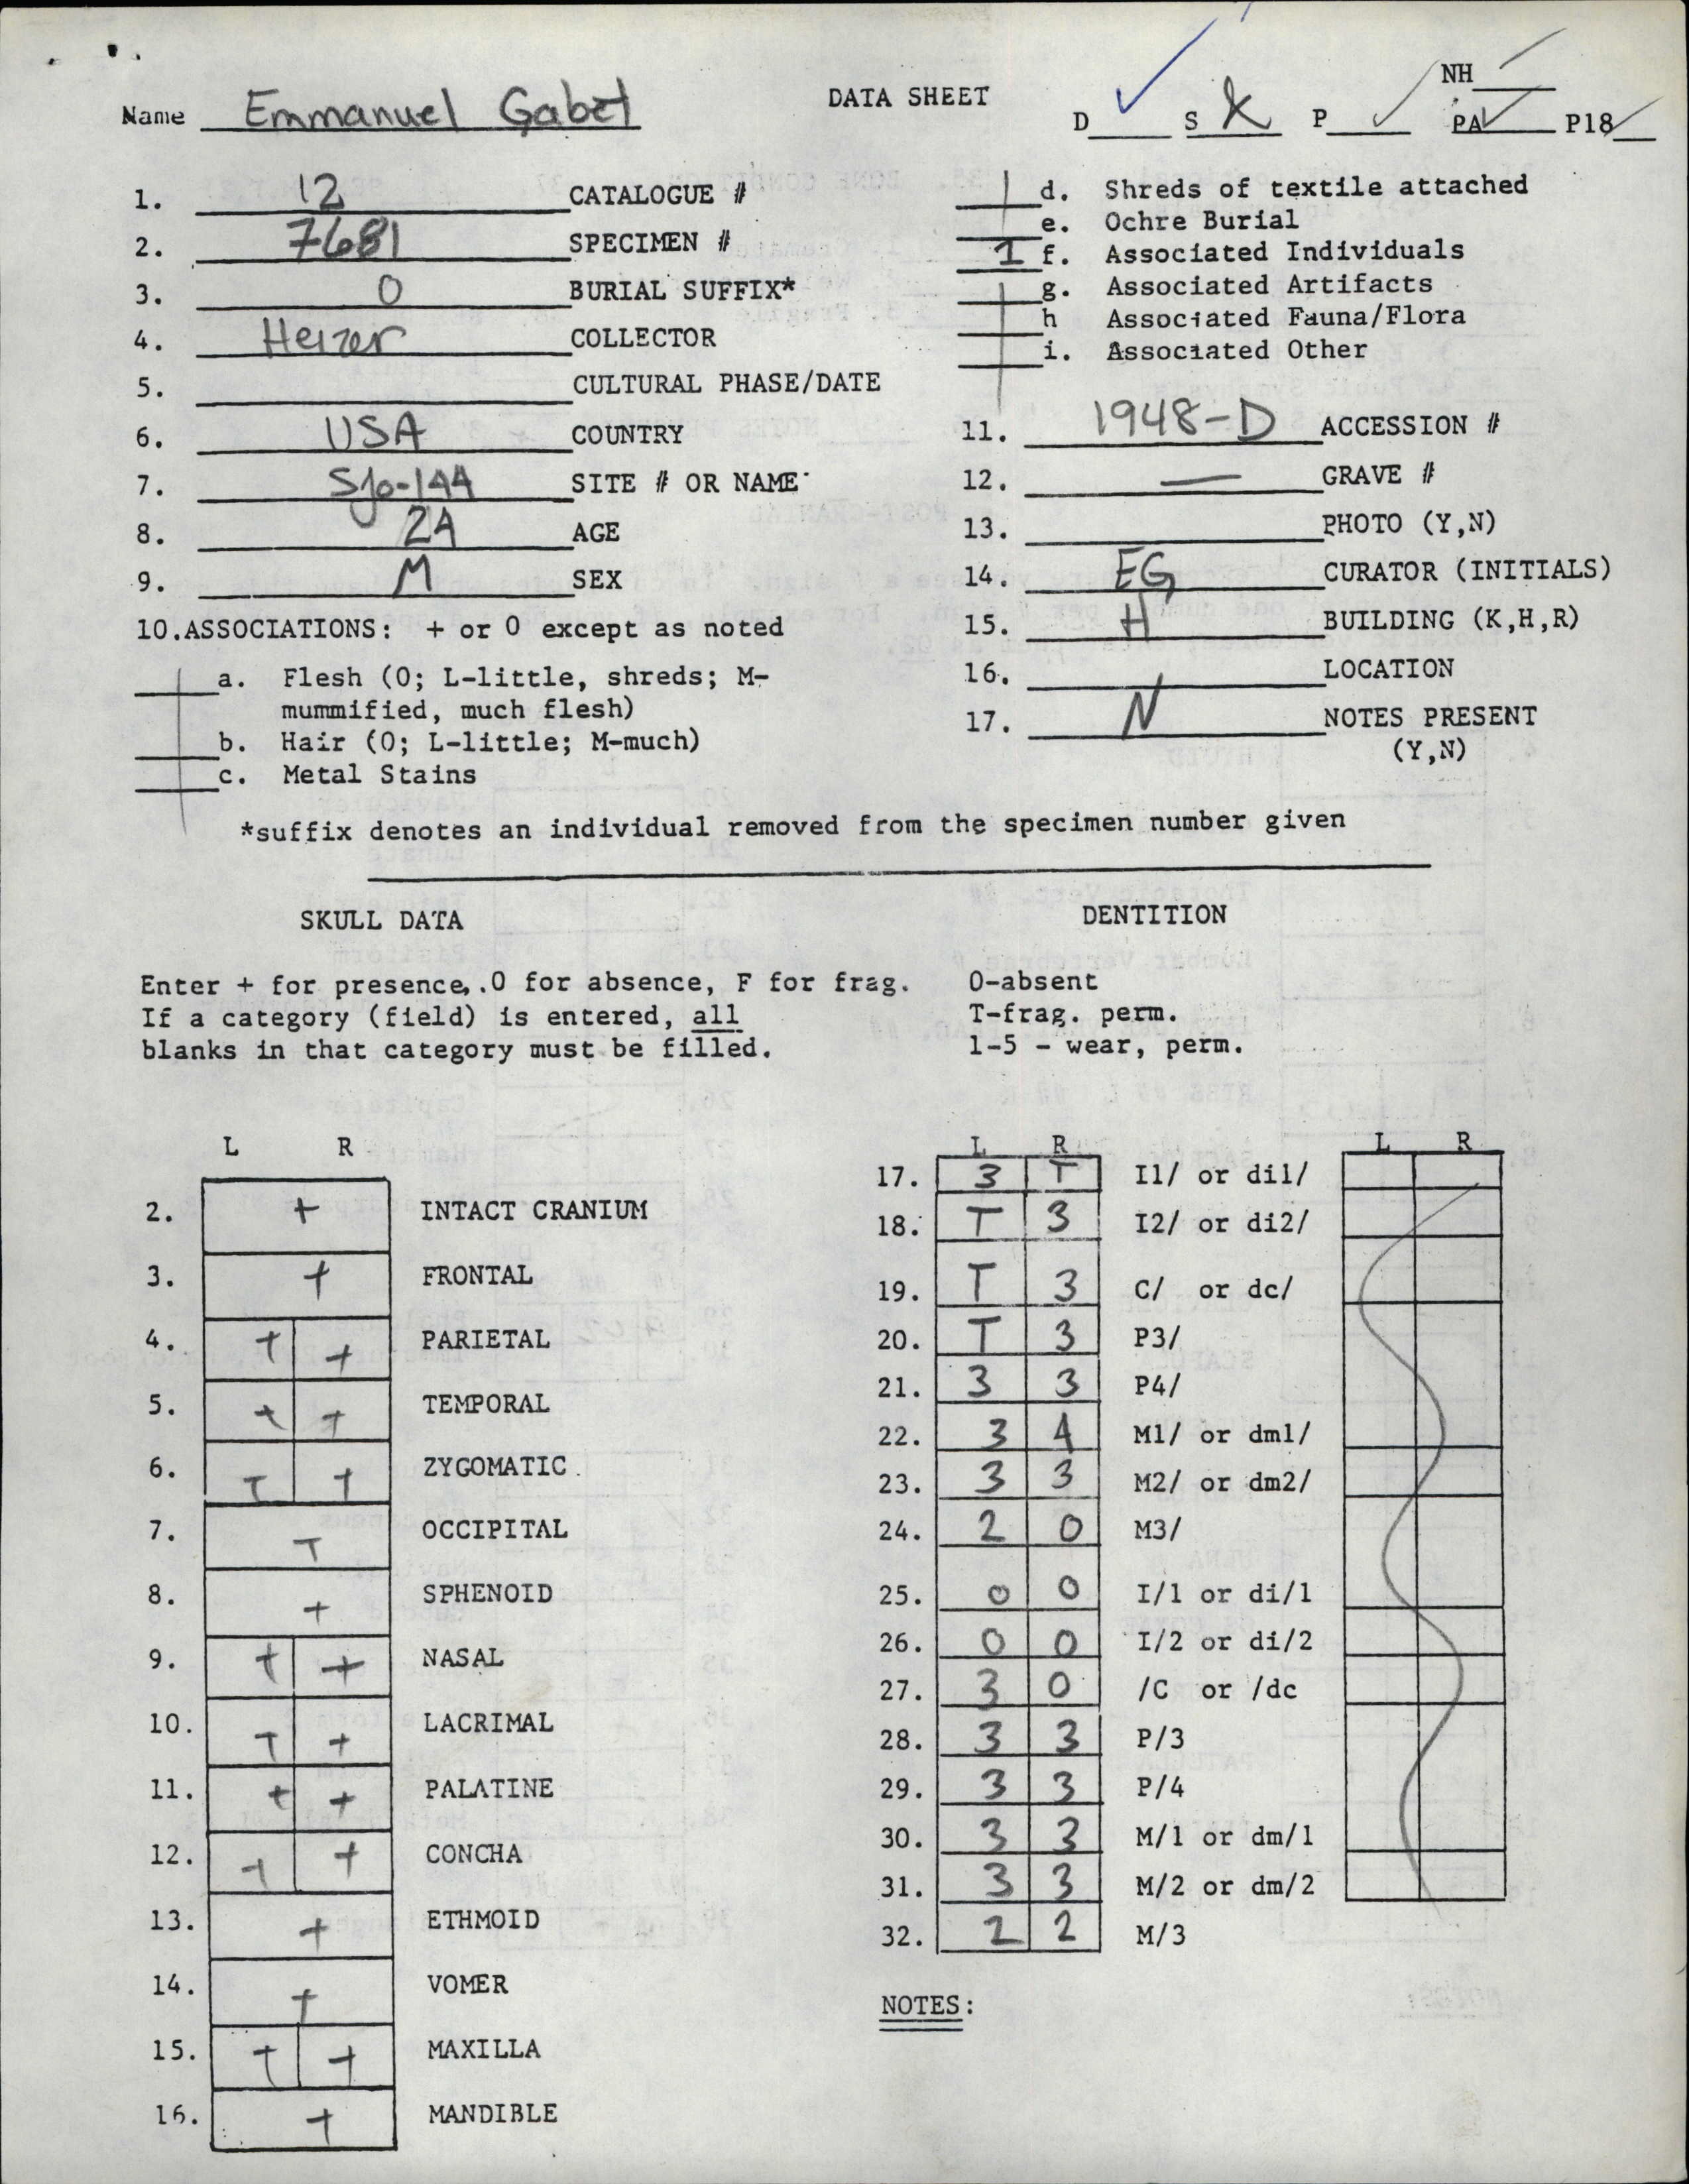 NH
DATA SHEET
Name Emmanuel Gabel
D ✓ S X P ✓ PA ✓ P18 ✓
1. 12 CATALOGUE #
2. 7681 SPECIMEN #
3. 0 BURIAL SUFFIX*
4. Heizer COLLECTOR
5. CULTURAL PHASE/DATE
6. USA COUNTRY
7. SJo-144 SITE # OR NAME
8. 24 AGE
9. M SEX
10.ASSOCIATIONS: + or 0 except as noted
a. Flesh (0; L-little, shreds; M-
mummified, much flesh)
b. Hair (0; L-little; M-much)
c. Metal Stains
d. Shreds of textile attached
e. Ochre Burial
1 f. Associated Individuals
g. Associated Artifacts
h Associated Fauna/Flora
i. Associated Other
11. 1948-D ACCESSION #
12. — GRAVE #
13. PHOTO (Y,N)
14. EG CURATOR (INITIALS)
15. H BUILDING (K,H,R)
16. LOCATION
17. N NOTES PRESENT
(Y,N)
*suffix denotes an individual removed from the specimen number given
SKULL DATA
Enter + for presence, 0 for absence, F for frag.
If a category (field) is entered, all
blanks in that category must be filled.
L R
2. + INTACT CRANIUM
3. + FRONTAL
4. + + PARIETAL
5. + + TEMPORAL
6. + + ZYGOMATIC
7. + OCCIPITAL
8. + SPHENOID
9. + + NASAL
10. + + LACRIMAL
11. + + PALATINE
12. + + CONCHA
13. + ETHMOID
14. + VOMER
15. + + MAXILLA
16. + MANDIBLE
DENTITION
0-absent
T-frag. perm.
1-5 - wear, perm.
L R L R
17. 3 T I1/ or di1/
18. T 3 I2/ or di2/
19. T 3 C/ or dc/
20. T 3 P3/
21. 3 3 P4/
22. 3 4 M1/ or dm1/
23. 3 3 M2/ or dm2/
24. 2 0 M3/
25. 0 0 I/1 or di/1
26. 0 0 I/2 or di/2
27. 3 0 /C or /dc
28. 3 3 P/3
29. 3 3 P/4
30. 3 3 M/1 or dm/1
31. 3 3 M/2 or dm/2
32. 2 2 M/3
NOTES: